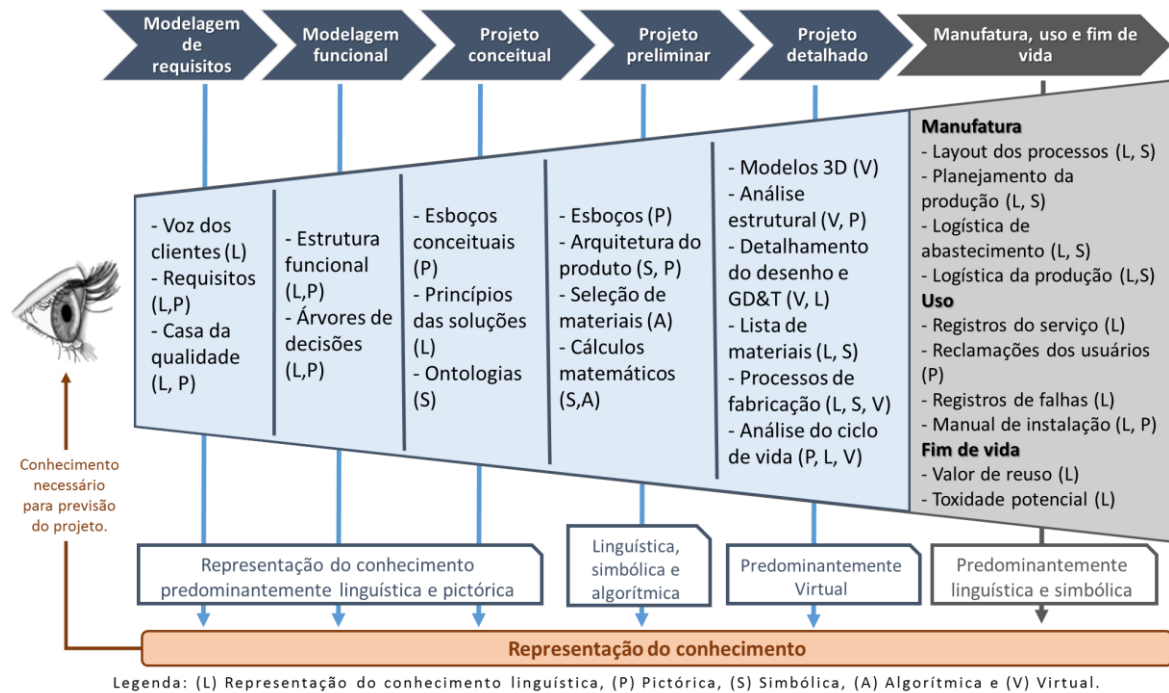 Modelagem
de
requisitos
Modelagem
funcional
Projeto
conceitual
Projeto
preliminar
Projeto
detalhado
Manufatura, uso e fim de
vida
- Voz dos
clientes (L)
- Requisitos
(L,P)
- Casa da
qualidade
(L, P)
- Estrutura
funcional
(L,P)
- Árvores de
decisões
(L,P)
- Esboços
conceituais
(P)
- Princípios
das soluções
(L)
- Ontologias
(S)
- Esboços (P)
- Arquitetura do
produto (S, P)
- Seleção de
materiais (A)
- Cálculos
matemáticos
(S,A)
- Modelos 3D (V)
- Análise
estrutural (V, P)
- Detalhamento
do desenho e
GD&T (V, L)
- Lista de
materiais (L, S)
- Processos de
fabricação (L, S, V)
- Análise do ciclo
de vida (P, L, V)
Manufatura
- Layout dos processos (L, S)
- Planejamento da
produção (L, S)
- Logística de
abastecimento (L, S)
- Logística da produção (L,S)
Uso
- Registros do serviço (L)
- Reclamações dos usuários
(P)
- Registros de falhas (L)
- Manual de instalação (L, P)
Fim de vida
- Valor de reuso (L)
- Toxidade potencial (L)
Conhecimento
necessário
para previsão
do projeto.
Representação do conhecimento
predominantemente linguística e pictórica
Linguística,
simbólica e
algorítmica
Predominantemente
Virtual
Predominantemente
linguística e simbólica
Representação do conhecimento
Legenda: (L) Representação do conhecimento linguística, (P) Pictórica, (S) Simbólica, (A) Algorítmica e (V) Virtual.